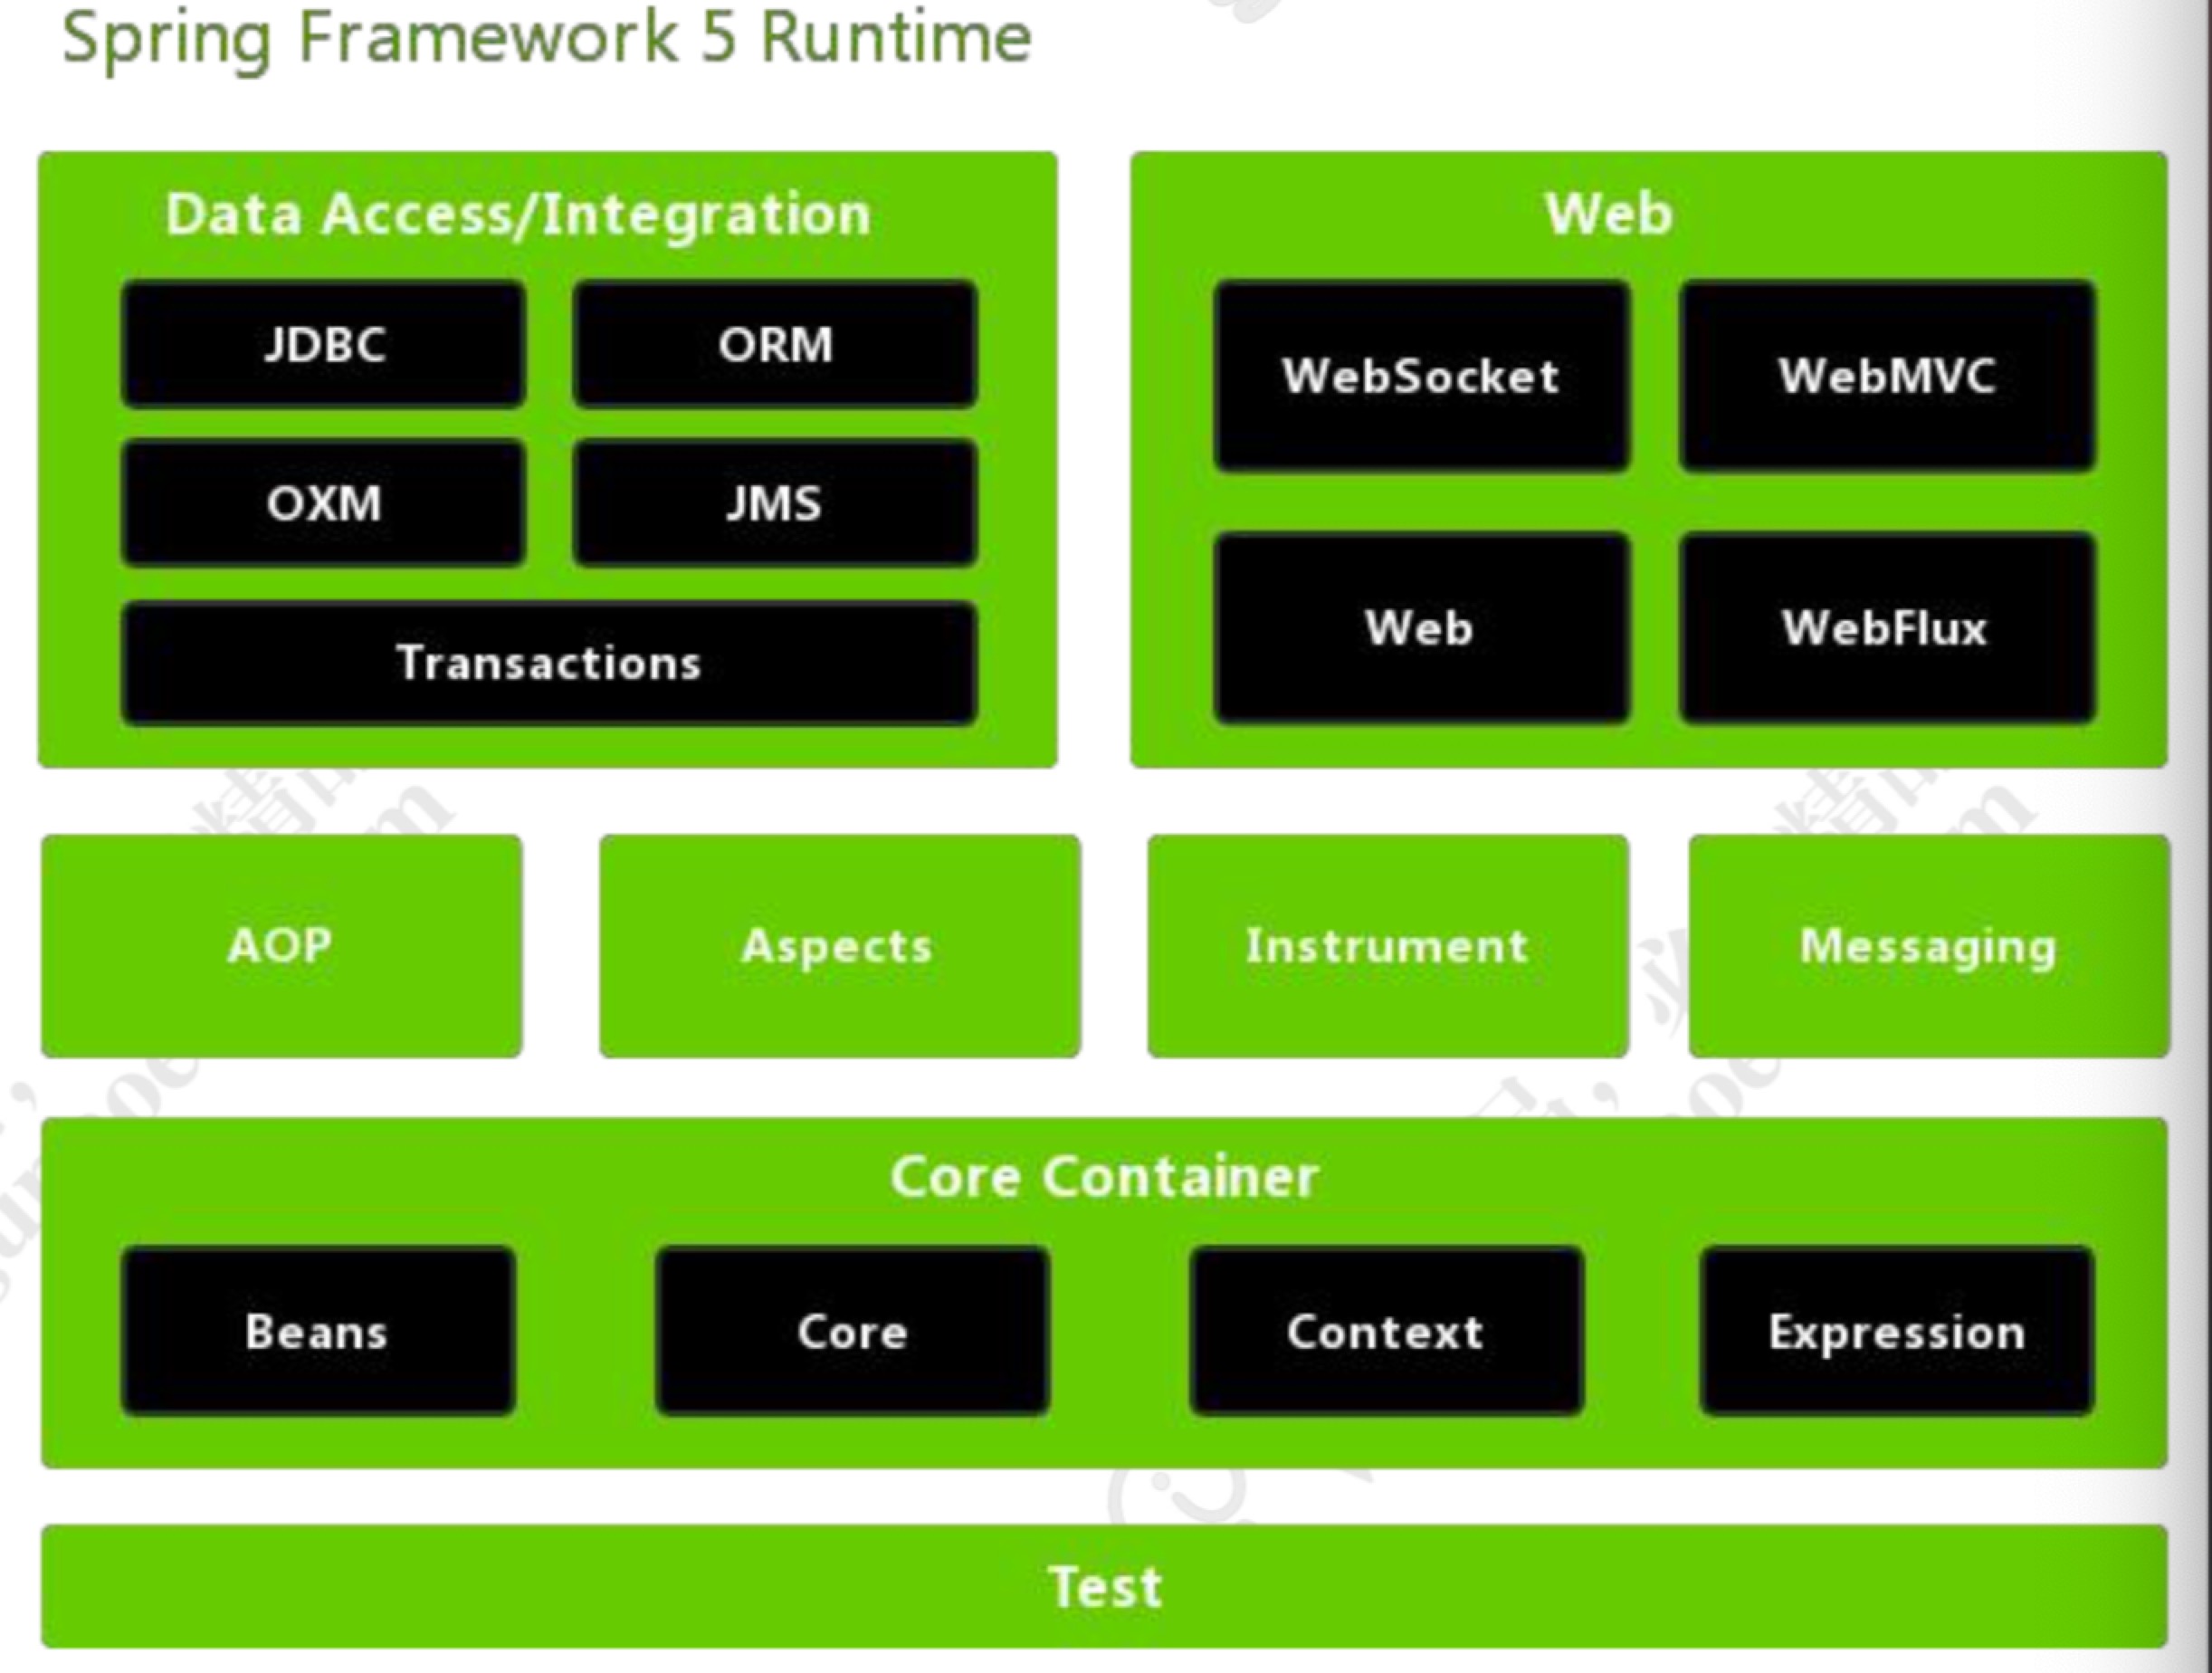 Spring Framework 5 Runtime
Data Access/Integration
JDBC
ORM
OXM
JMS
Transactions
Web
WebSocket
WebMVC
Web
WebFlux
AOP
Aspects
Instrument
Messaging
Core Container
Beans
Core
Context
Expression
Test